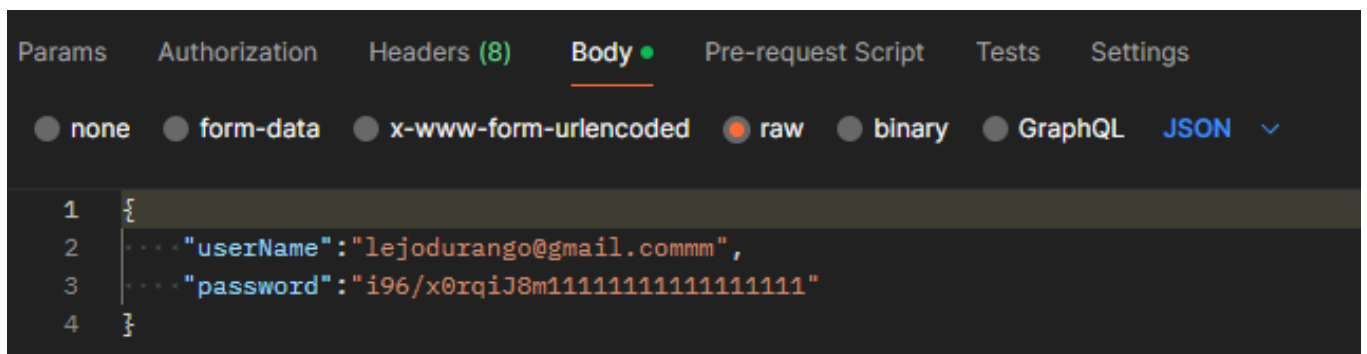 Params Authorization Headers (8) Body Pre-request Script Tests Settings
none form-data x-www-form-urlencoded raw binary GraphQL JSON
1 {
2 "userName":"lejodurango@gmail.commm",
3 "password":"i96/x0rqiJ8m11111111111111111"
4 }